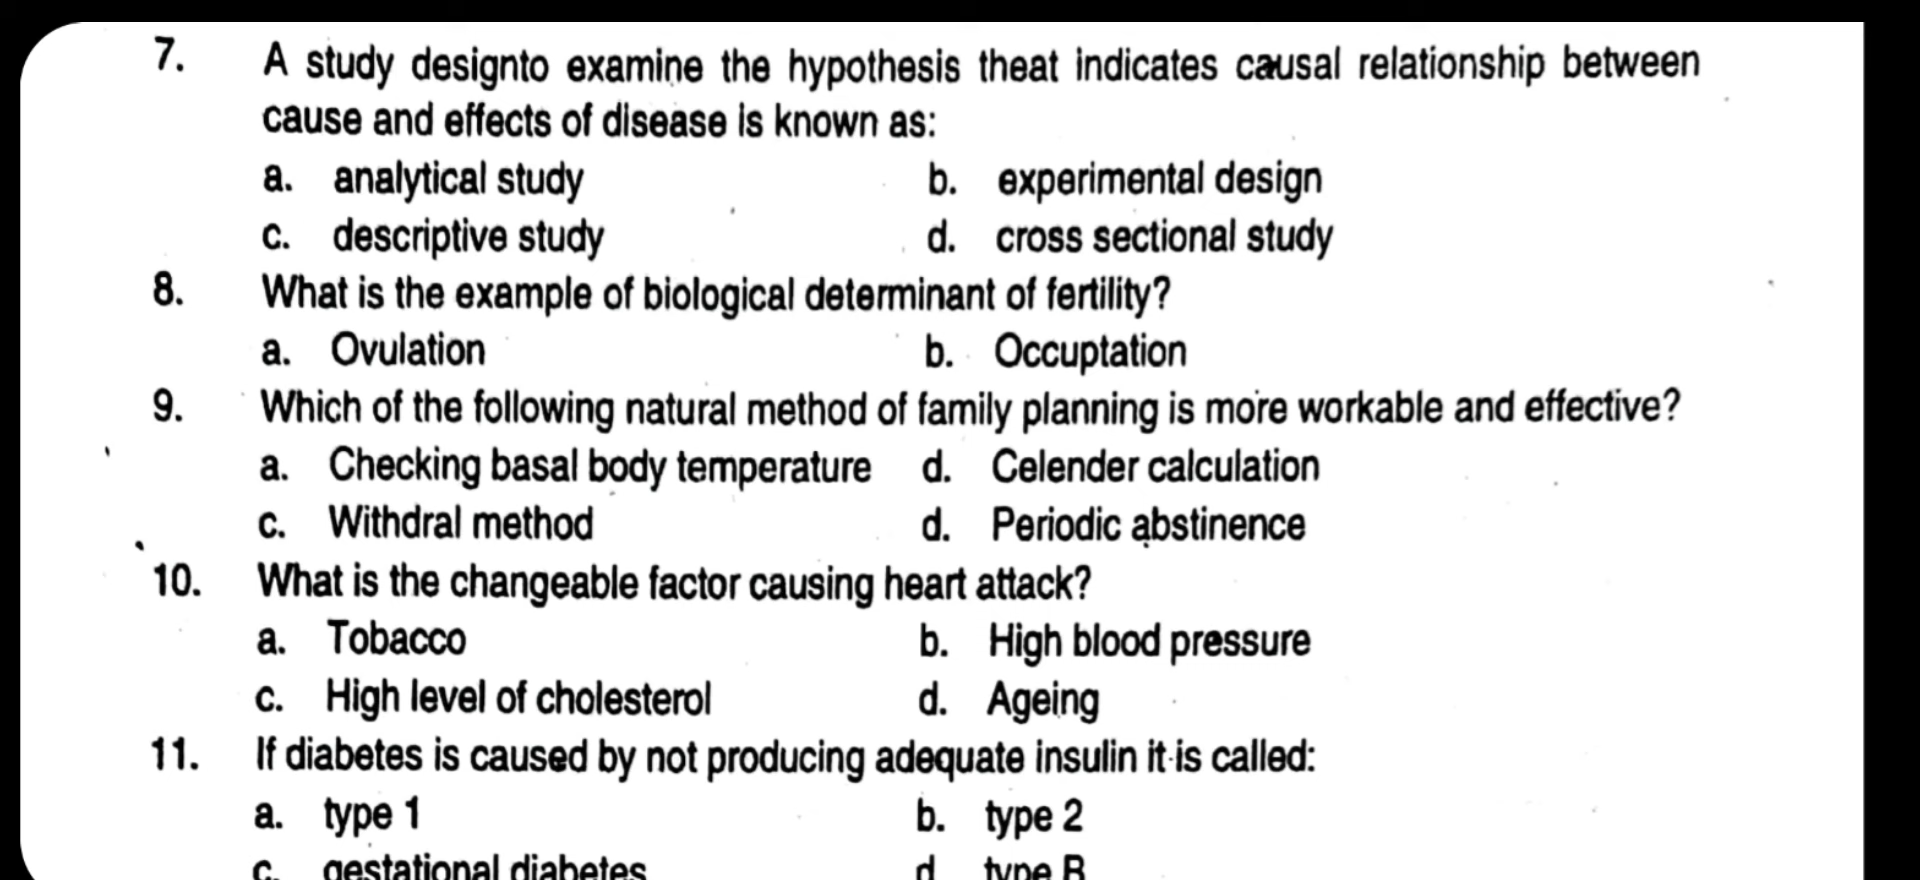 7. A study designto examine the hypothesis theat indicates causal relationship between
cause and effects of disease is known as:
a. analytical study b. experimental design
c. descriptive study d. cross sectional study
8. What is the example of biological determinant of fertility?
a. Ovulation b. Occuptation
9. Which of the following natural method of family planning is more workable and effective?
a. Checking basal body temperature d. Celender calculation
c. Withdral method d. Periodic abstinence
10. What is the changeable factor causing heart attack?
a. Tobacco b. High blood pressure
c. High level of cholesterol d. Ageing
11. If diabetes is caused by not producing adequate insulin it is called:
a. type 1 b. type 2
c. gestational diabetes d type B